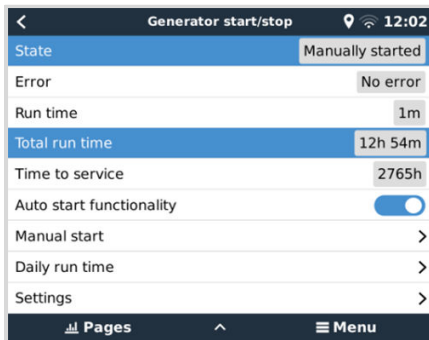 Generator start/stop 12:02
State Manually started
Error No error
Run time 1m
Total run time 12h 54m
Time to service 2765h
Auto start functionality
Manual start
Daily run time
Settings
Pages Menu